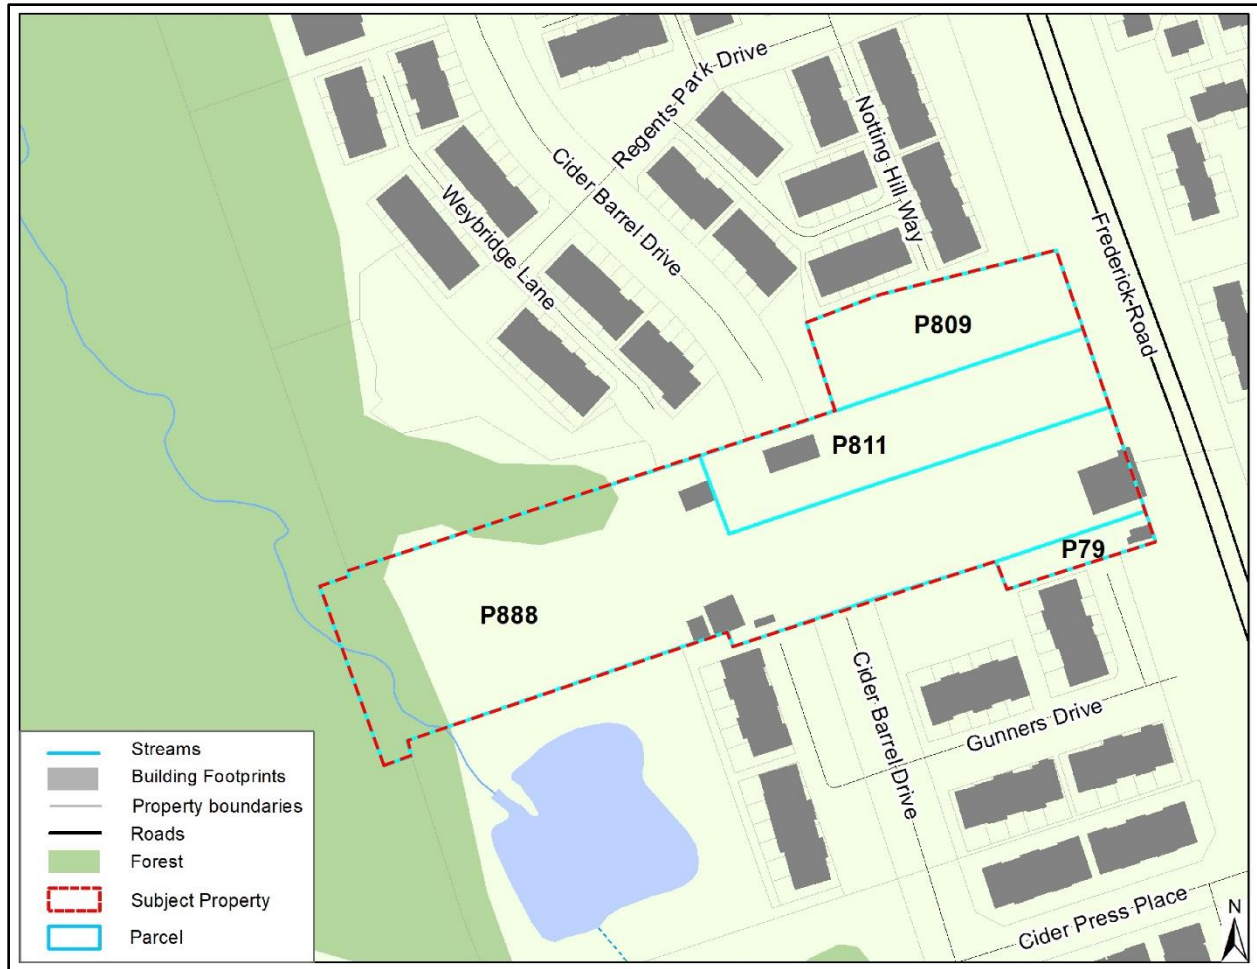 Regents Park Drive
Notting Hill Way
Cider Barrel Drive
Weybridge Lane
Frederick Road
P809
P811
P79
P888
Cider Barrel Drive
Gunners Drive
Cider Press Place
N
Streams
Building Footprints
Property boundaries
Roads
Forest
Subject Property
Parcel